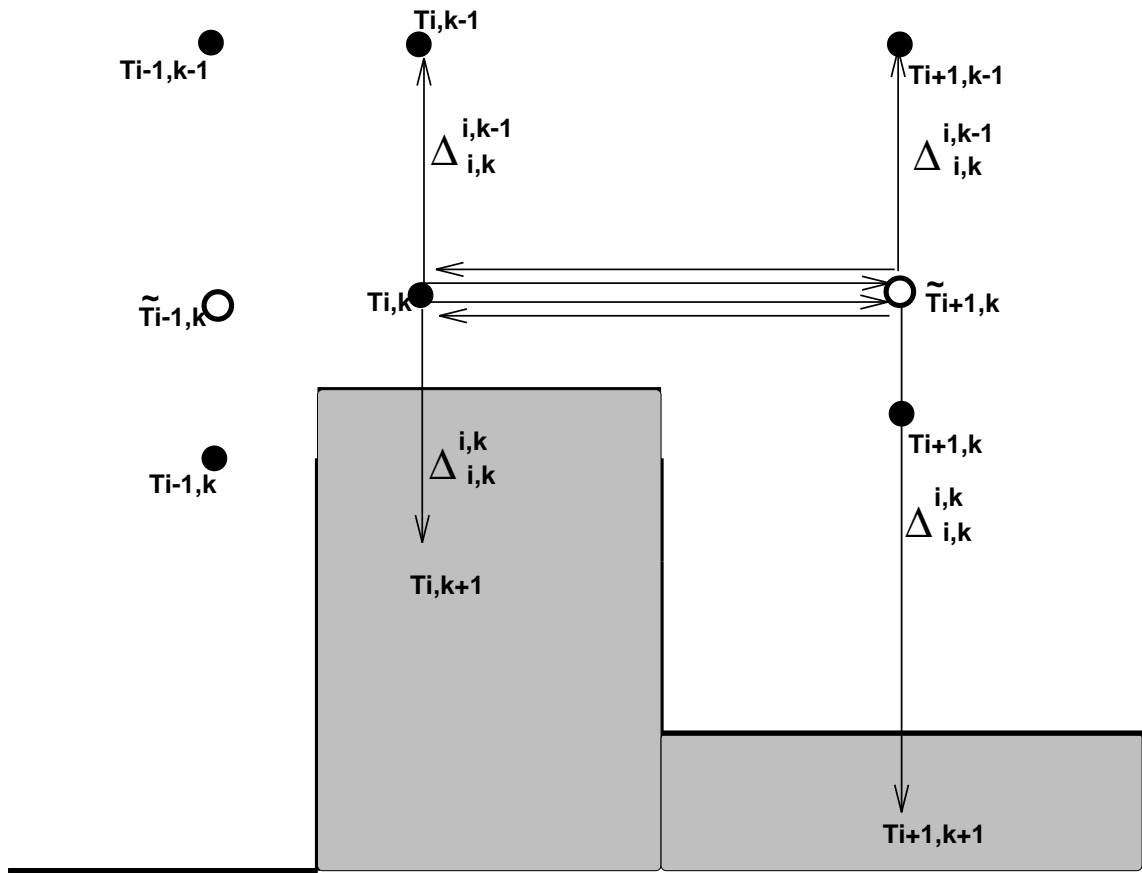 Ti,k-1
Ti-1,k-1
Ti+1,k-1
Δ i,k-1 i,k
Δ i,k-1 i,k
T̃i-1,k
Ti,k
T̃i+1,k
Ti-1,k
Δ i,k i,k
Ti+1,k
Δ i,k i,k
Ti,k+1
Ti+1,k+1